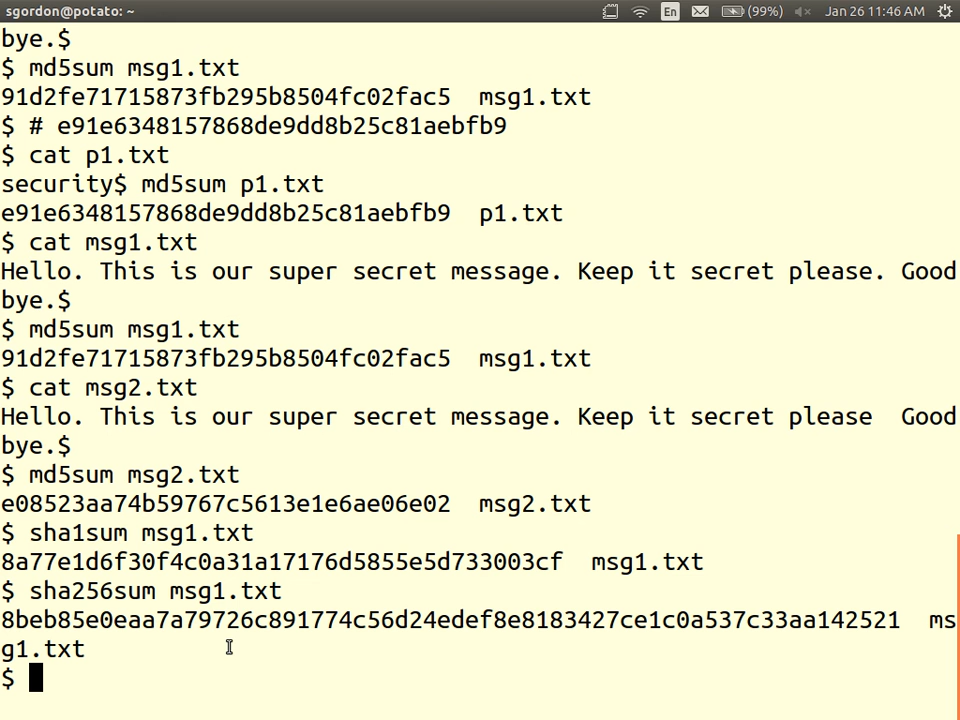 sgordon@potato: ~ En (99%) Jan 26 11:46 AM
bye.$
$ md5sum msg1.txt
91d2fe71715873fb295b8504fc02fac5  msg1.txt
$ # e91e6348157868de9dd8b25c81aebfb9
$ cat p1.txt
security$ md5sum p1.txt
e91e6348157868de9dd8b25c81aebfb9  p1.txt
$ cat msg1.txt
Hello. This is our super secret message. Keep it secret please. Good
bye.$
$ md5sum msg1.txt
91d2fe71715873fb295b8504fc02fac5  msg1.txt
$ cat msg2.txt
Hello. This is our super secret message. Keep it secret please  Good
bye.$
$ md5sum msg2.txt
e08523aa74b59767c5613e1e6ae06e02  msg2.txt
$ sha1sum msg1.txt
8a77e1d6f30f4c0a31a17176d5855e5d733003cf  msg1.txt
$ sha256sum msg1.txt
8beb85e0eaa7a79726c891774c56d24edef8e8183427ce1c0a537c33aa142521  ms
g1.txt
$